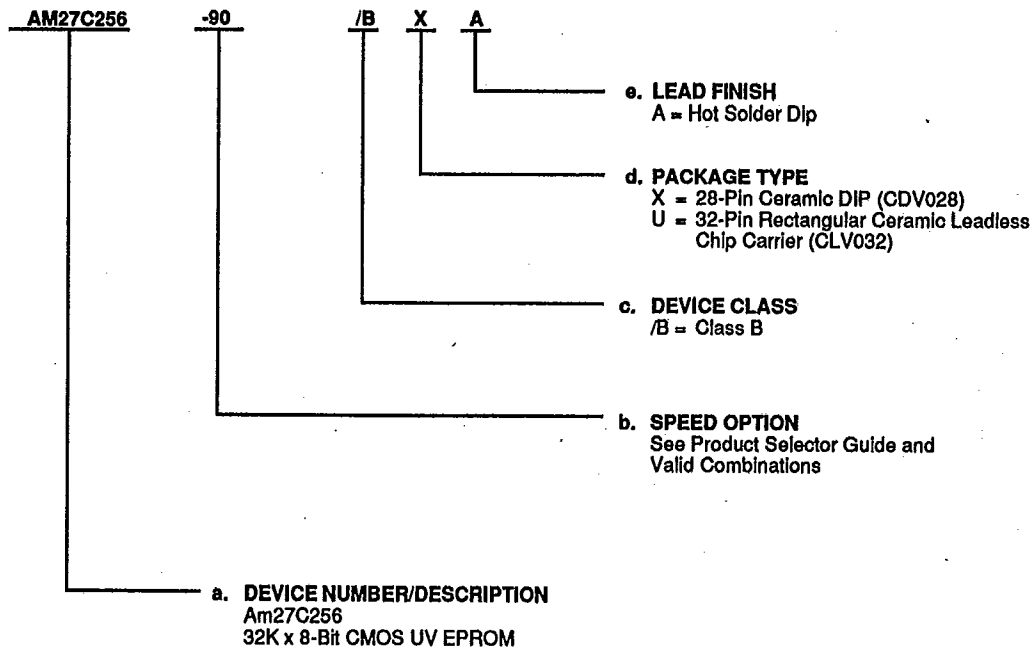 AM27C256 -90 /B X A
e. LEAD FINISH
A = Hot Solder Dip
d. PACKAGE TYPE
X = 28-Pin Ceramic DIP (CDV028)
U = 32-Pin Rectangular Ceramic Leadless
Chip Carrier (CLV032)
c. DEVICE CLASS
/B = Class B
b. SPEED OPTION
See Product Selector Guide and
Valid Combinations
a. DEVICE NUMBER/DESCRIPTION
Am27C256
32K x 8-Bit CMOS UV EPROM